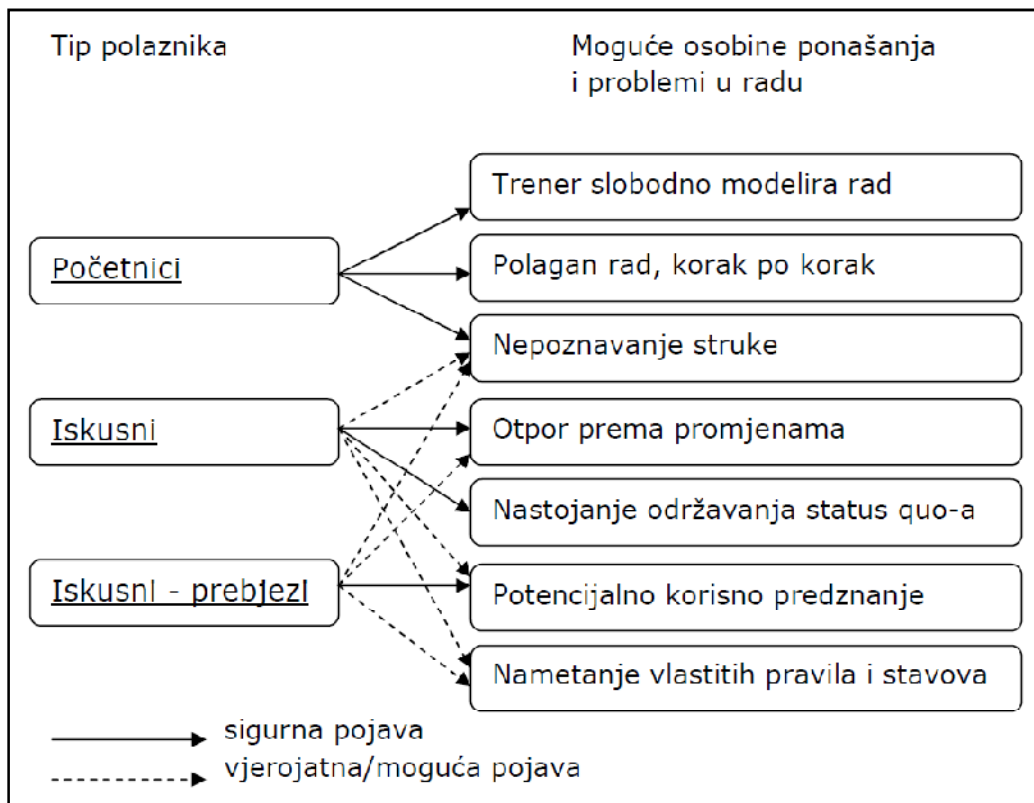 Tip polaznika
Moguće osobine ponašanja
i problemi u radu
Trener slobodno modelira rad
Početnici
Polagan rad, korak po korak
Nepoznavanje struke
Iskusni
Otpor prema promjenama
Nastojanje održavanja status quo-a
Iskusni - prebjezi
Potencijalno korisno predznanje
Nametanje vlastitih pravila i stavova
sigurna pojava
vjerojatna/moguća pojava